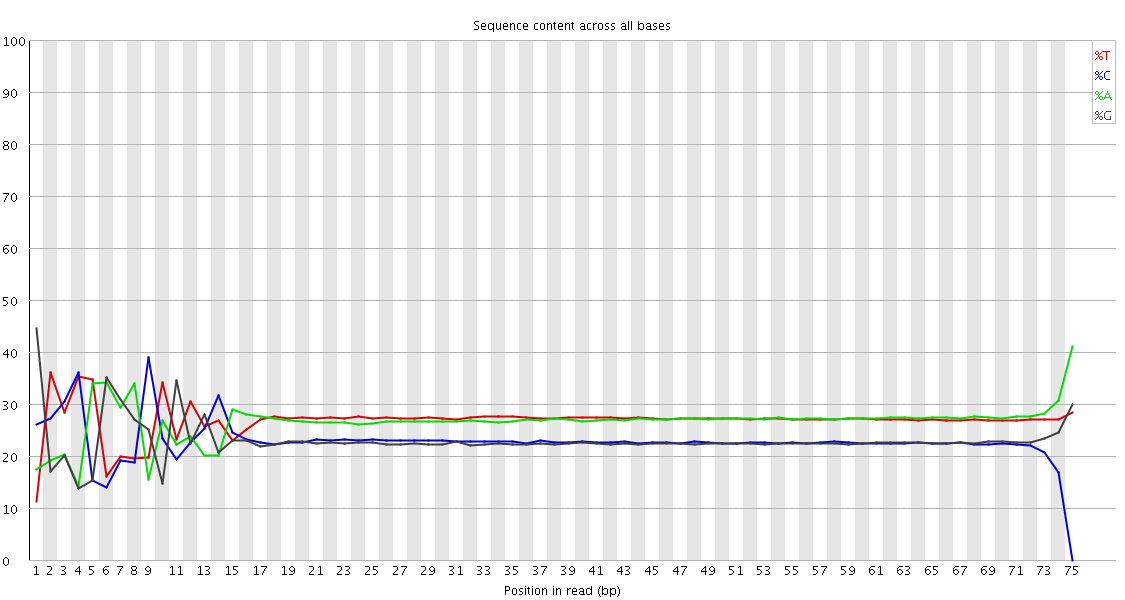 Sequence content across all bases
100
90
80
70
60
50
40
30
20
10
0
%T
%C
%A
%G
1 2 3 4 5 6 7 8 9 11 13 15 17 19 21 23 25 27 29 31 33 35 37 39 41 43 45 47 49 51 53 55 57 59 61 63 65 67 69 71 73 75
Position in read (bp)